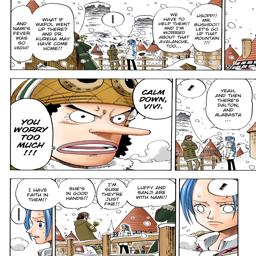 USOPP!!
MR.
BUSHIDO!!
LET'S GO UP
THAT
MOUNTAIN
!!!
WE
HAVE TO
HELP THEM!!
AND I'M
WORRIED
ABOUT THAT
AVALANCHE,
TOO...
!
WHAT IF
WAPOL WENT
UP THERE?
AND DR.
KUREHA MAY
HAVE COME
HOME!!
AND
NAMI'S
FEVER
WAS SO
HIGH!
YEAH,
AND THEN
THERE'S
DALTON,
AND
ALABASTA
!
CALM
DOWN,
VIVI.
YOU
WORRY
TOO
MUCH
!!!
LUFFY AND
SANJI ARE
WITH NAMI!!
I'M
SURE
THEY'RE
JUST
FINE!!
SHE'S
IN GOOD
HANDS!!
I HAVE
FAITH IN
THEM!!
!